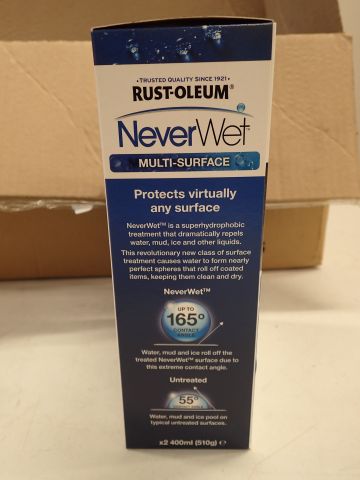 •TRUSTED QUALITY SINCE 1921•
RUST-OLEUM®
NeverWet
MULTI-SURFACE
Protects virtually
any surface
NeverWet™ is a superhydrophobic
treatment that dramatically repels
water, mud, ice and other liquids.
This revolutionary new class of surface
treatment causes water to form nearly
perfect spheres that roll off coated
items, keeping them clean and dry.
NeverWet™
UP TO
165°
CONTACT
ANGLE
Water, mud and ice roll off the
treated NeverWet™ surface due to
this extreme contact angle.
Untreated
55°
Water, mud and ice pool on
typical untreated surfaces.
x2 400ml (510g) ℮